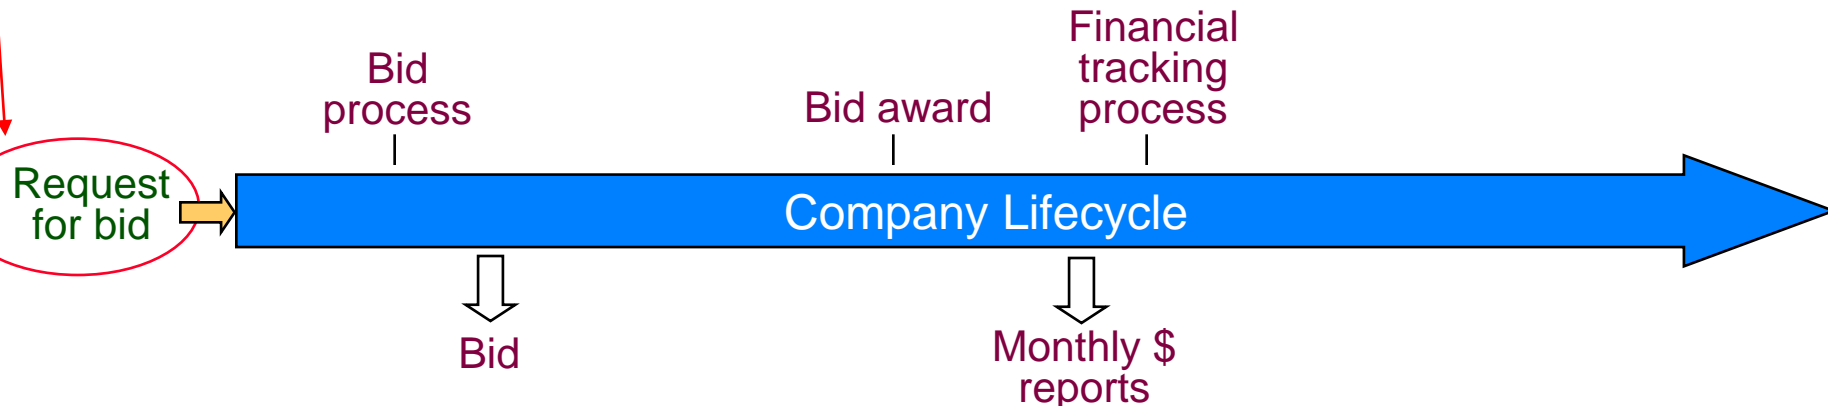 Financial
tracking
process
Bid
process
Bid award
Request
for bid
Company Lifecycle
Bid
Monthly $
reports